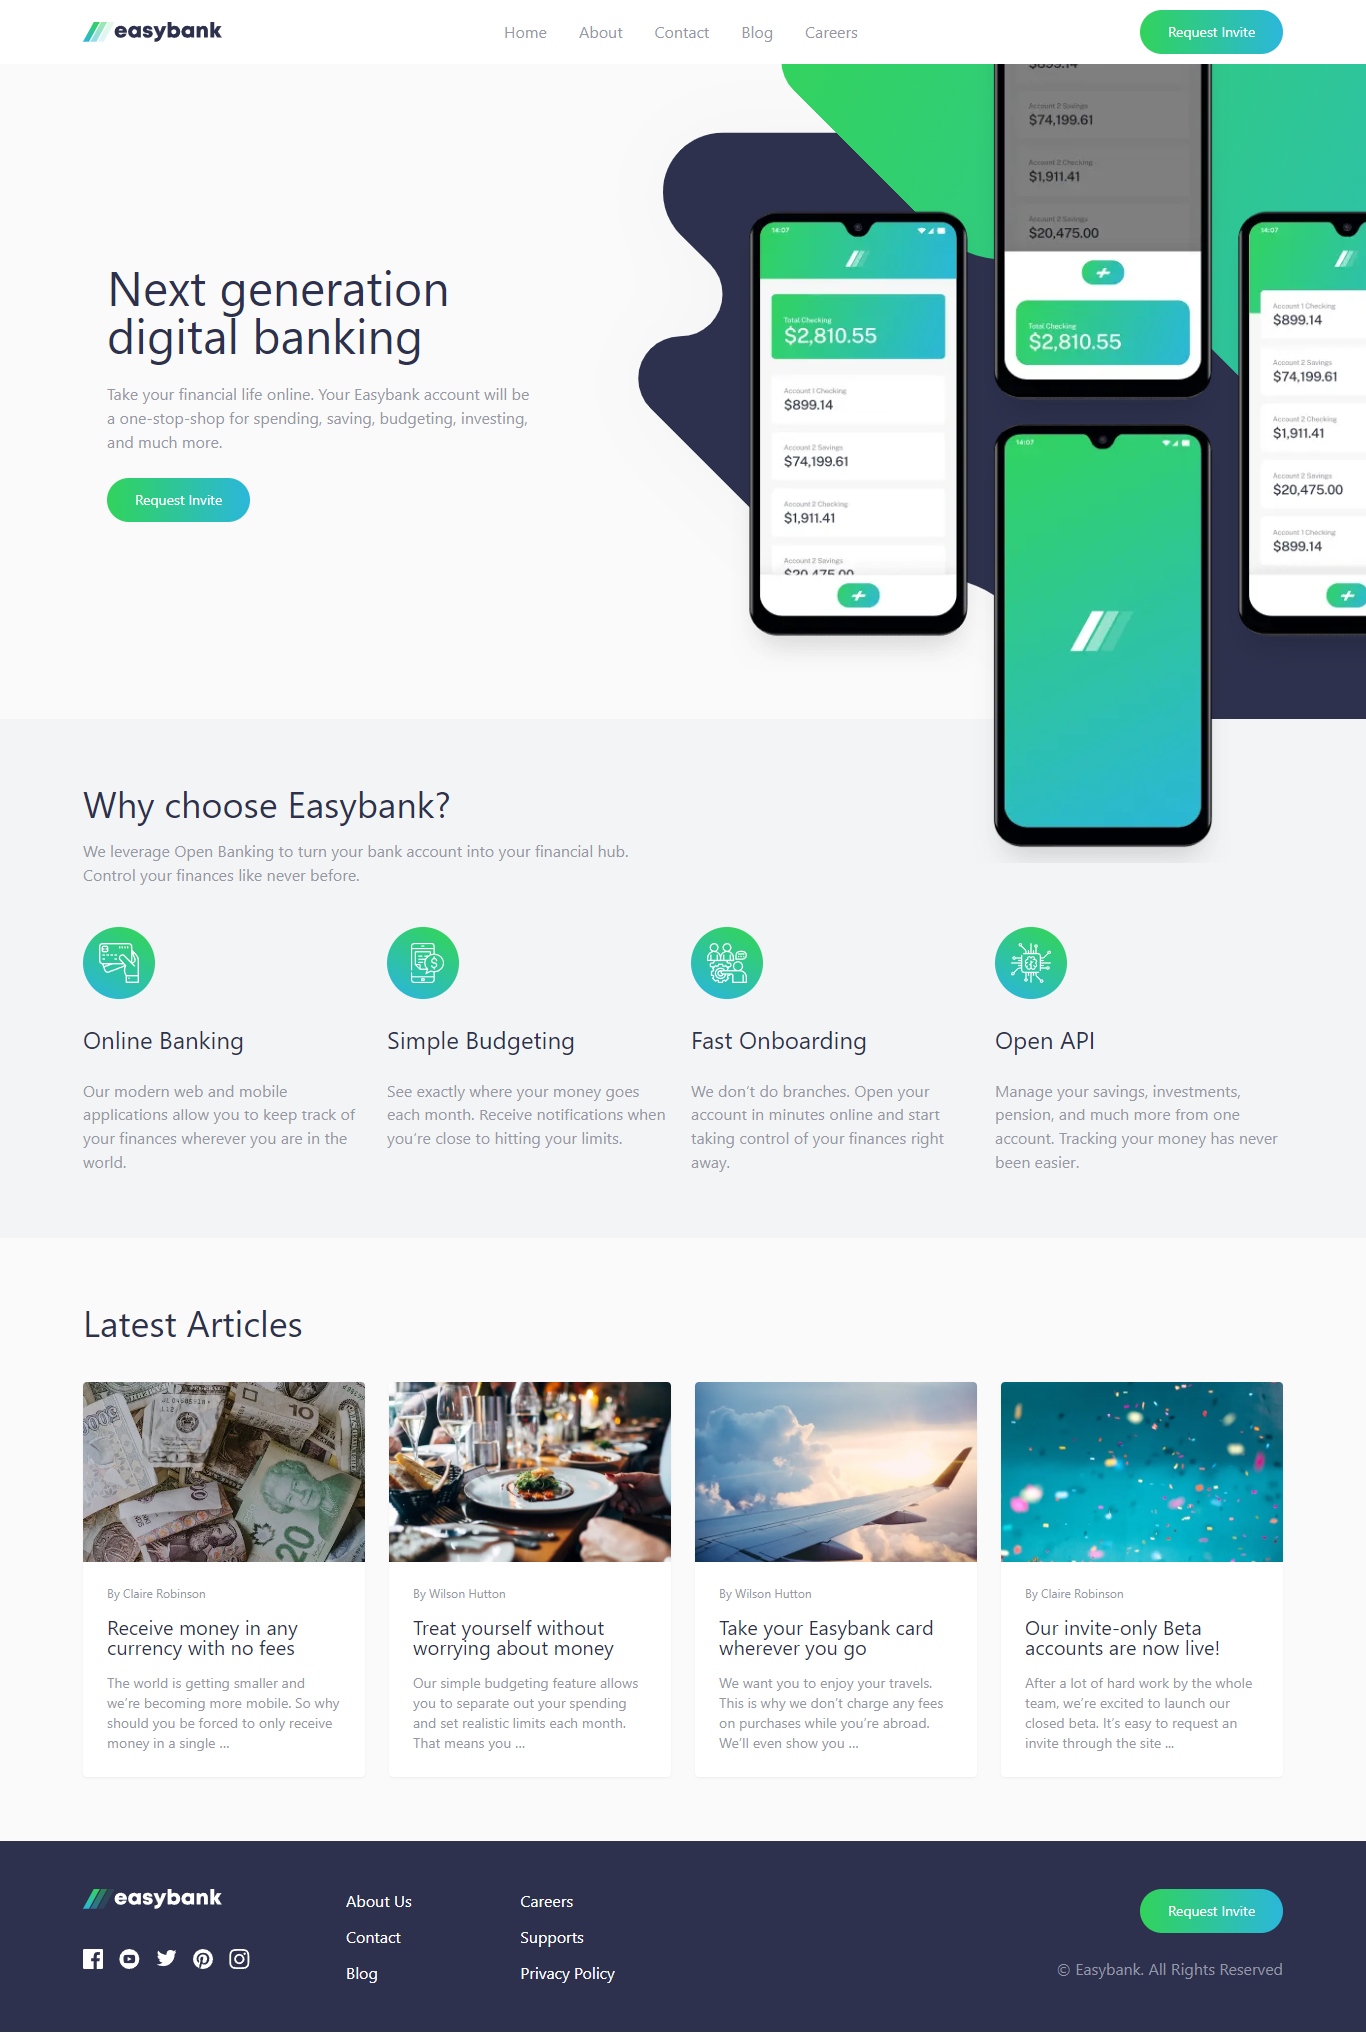 easybank
Home
About
Contact
Blog
Careers
Request Invite
Next generation
digital banking
Take your financial life online. Your Easybank account will be
a one-stop-shop for spending, saving, budgeting, investing,
and much more.
Request Invite
14:07
Total Checking
$2,810.55
Account 1 Checking
$899.14
Account 2 Savings
$74,199.61
Account 2 Checking
$1,911.41
Account 2 Savings
$20,475.00
$899.14
Account 2 Savings
$74,199.61
Account 2 Checking
$1,911.41
Account 2 Savings
$20,475.00
Total Checking
$2,810.55
14:07
14:07
Account 1 Checking
$899.14
Account 2 Savings
$74,199.61
Account 2 Checking
$1,911.41
Account 2 Savings
$20,475.00
Account 1 Checking
$899.14
Why choose Easybank?
We leverage Open Banking to turn your bank account into your financial hub.
Control your finances like never before.
Online Banking
Our modern web and mobile
applications allow you to keep track of
your finances wherever you are in the
world.
Simple Budgeting
See exactly where your money goes
each month. Receive notifications when
you’re close to hitting your limits.
Fast Onboarding
We don’t do branches. Open your
account in minutes online and start
taking control of your finances right
away.
Open API
Manage your savings, investments,
pension, and much more from one
account. Tracking your money has never
been easier.
Latest Articles
10
20
By Claire Robinson
Receive money in any
currency with no fees
The world is getting smaller and
we’re becoming more mobile. So why
should you be forced to only receive
money in a single ...
By Wilson Hutton
Treat yourself without
worrying about money
Our simple budgeting feature allows
you to separate out your spending
and set realistic limits each month.
That means you ...
By Wilson Hutton
Take your Easybank card
wherever you go
We want you to enjoy your travels.
This is why we don’t charge any fees
on purchases while you’re abroad.
We’ll even show you ...
By Claire Robinson
Our invite-only Beta
accounts are now live!
After a lot of hard work by the whole
team, we’re excited to launch our
closed beta. It’s easy to request an
invite through the site ...
easybank
About Us
Contact
Blog
Careers
Supports
Privacy Policy
Request Invite
© Easybank. All Rights Reserved